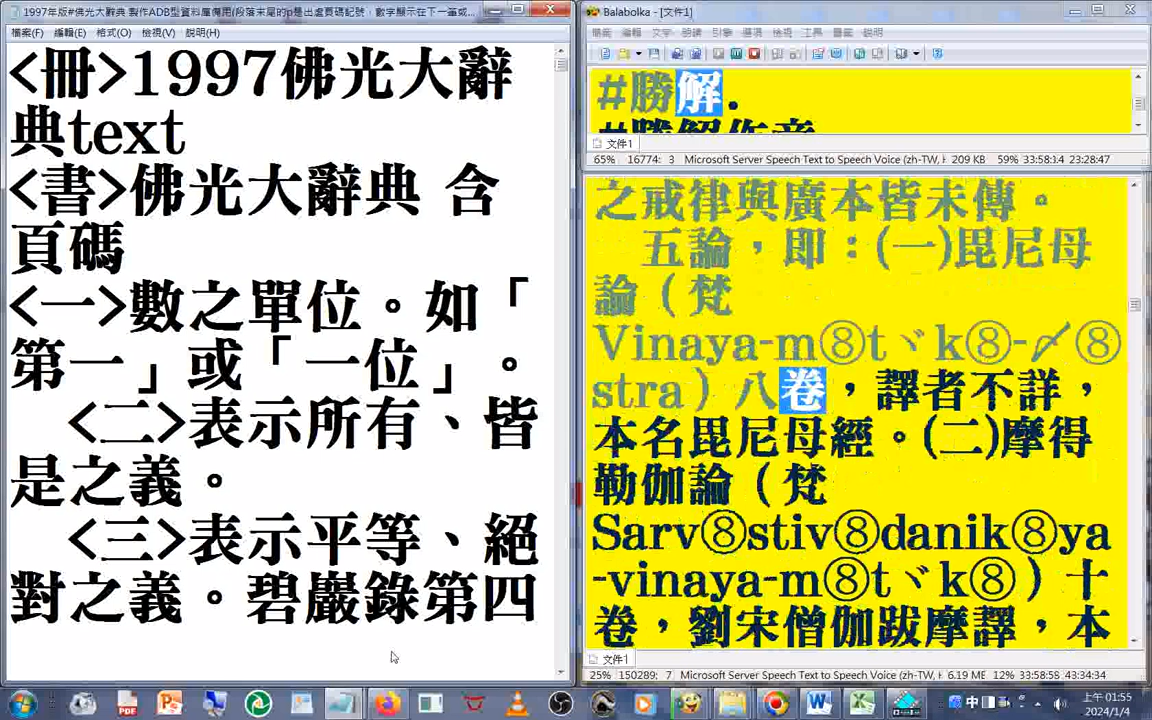 1997年版#佛光大辭典 製作ADB型資料庫備用(段落末尾的p是出處頁碼記號，數字顯示在下一筆或...
檔案(F) 編輯(E) 格式(O) 檢視(V) 說明(H)
<冊>1997佛光大辭
典text
<書>佛光大辭典 含
頁碼
<一>數之單位。如「
第一」或「一位」。
<二>表示所有、皆
是之義。
<三>表示平等、絕
對之義。碧巖錄第四
Balabolka - [文件1]
#勝解.
#勝解作意
文件1
65% 16774: 3 Microsoft Server Speech Text to Speech Voice (zh-TW, H 209 KB 59% 33:58:14 23:28:47
之戒律與廣本皆未傳。
五論，即：(一)毘尼母
論（梵
Vinaya-m⑧tヾk⑧-〆⑧
stra）八卷，譯者不詳，
本名毘尼母經。(二)摩得
勒伽論（梵
Sarv⑧stiv⑧danik⑧ya
-vinaya-m⑧tヾk⑧）十
卷，劉宋僧伽跋摩譯，本
文件1
25% 150289: 7 Microsoft Server Speech Text to Speech Voice (zh-TW, H 6.19 ME 12% 33:58:58 43:34:34
中
上午 01:55
2024/1/4